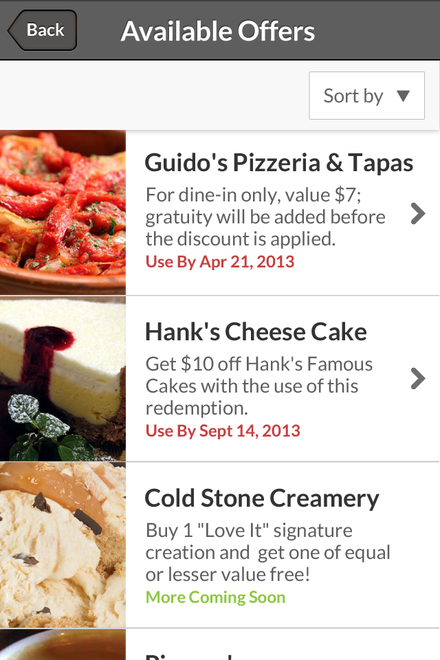 Back
Available Offers
Sort by
Guido's Pizzeria & Tapas
For dine-in only, value $7;
gratuity will be added before
the discount is applied.
Use By Apr 21, 2013
Hank's Cheese Cake
Get $10 off Hank's Famous
Cakes with the use of this
redemption.
Use By Sept 14, 2013
Cold Stone Creamery
Buy 1 "Love It" signature
creation and get one of equal
or lesser value free!
More Coming Soon